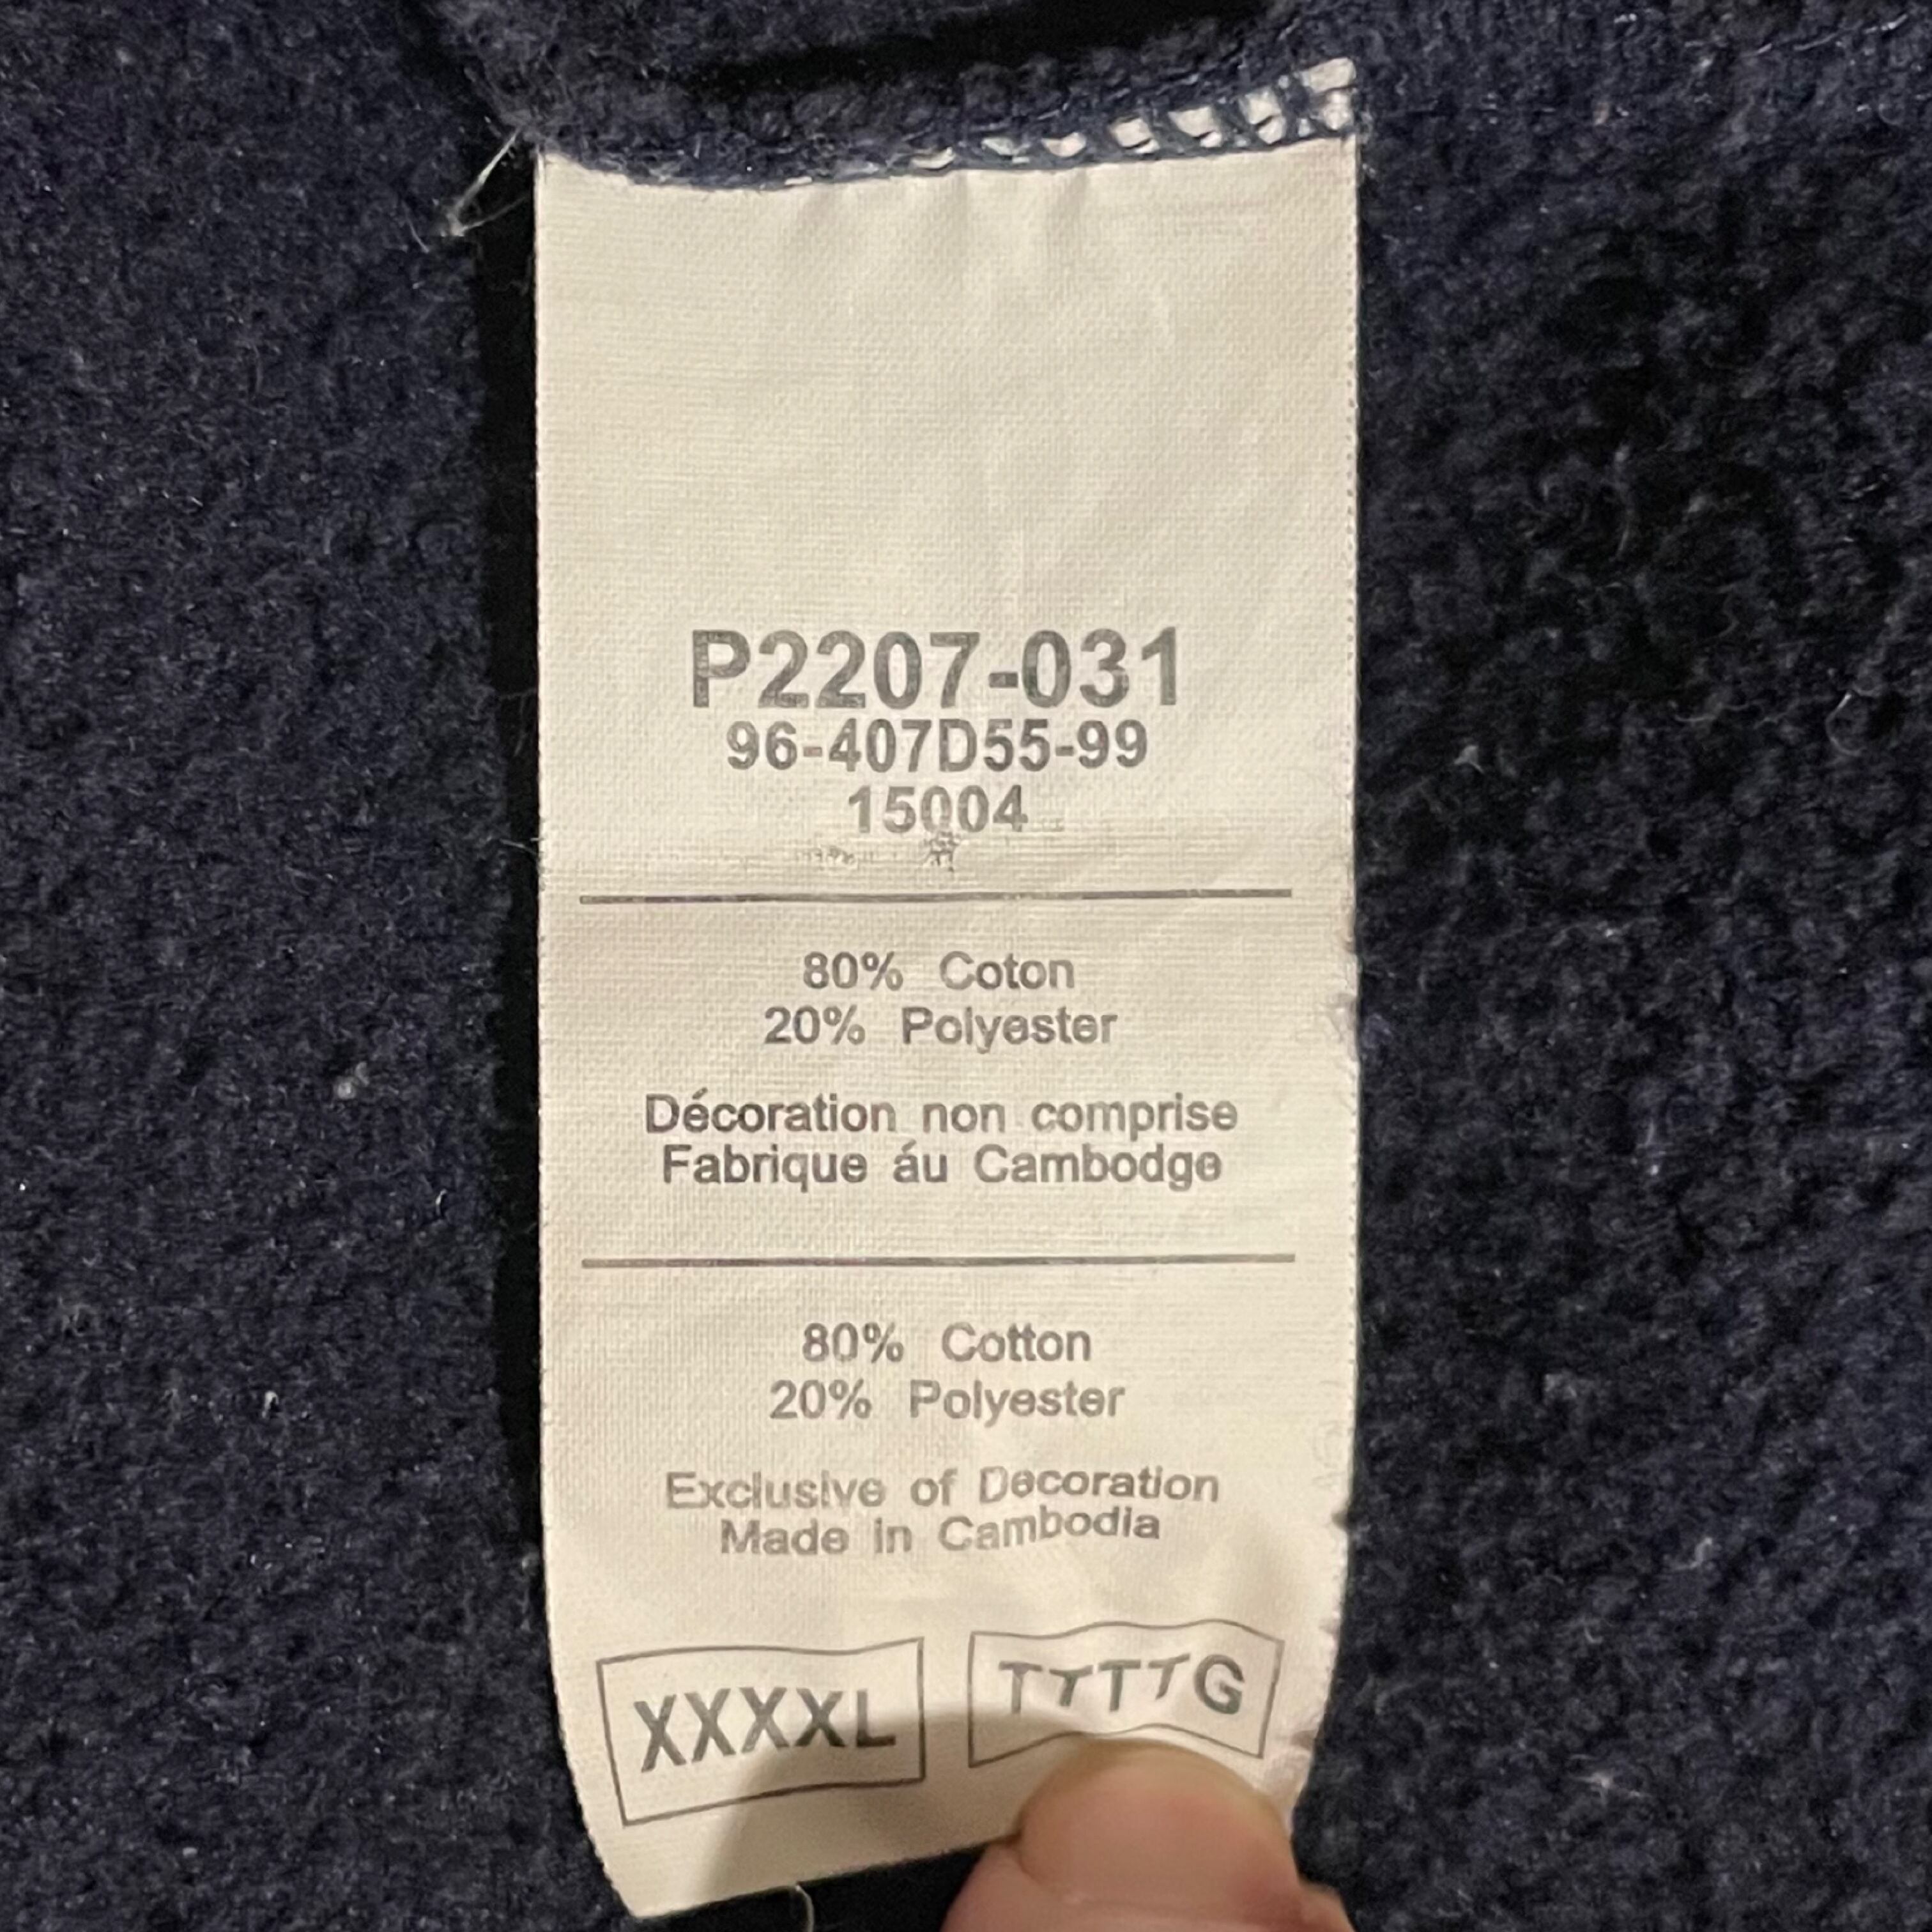 P2207-031
96-407D55-99
15004
80% Coton
20% Polyester
Décoration non comprise
Fabrique áu Cambodge
80% Cotton
20% Polyester
Exclusive of Decoration
Made in Cambodia
XXXXL TTTTG